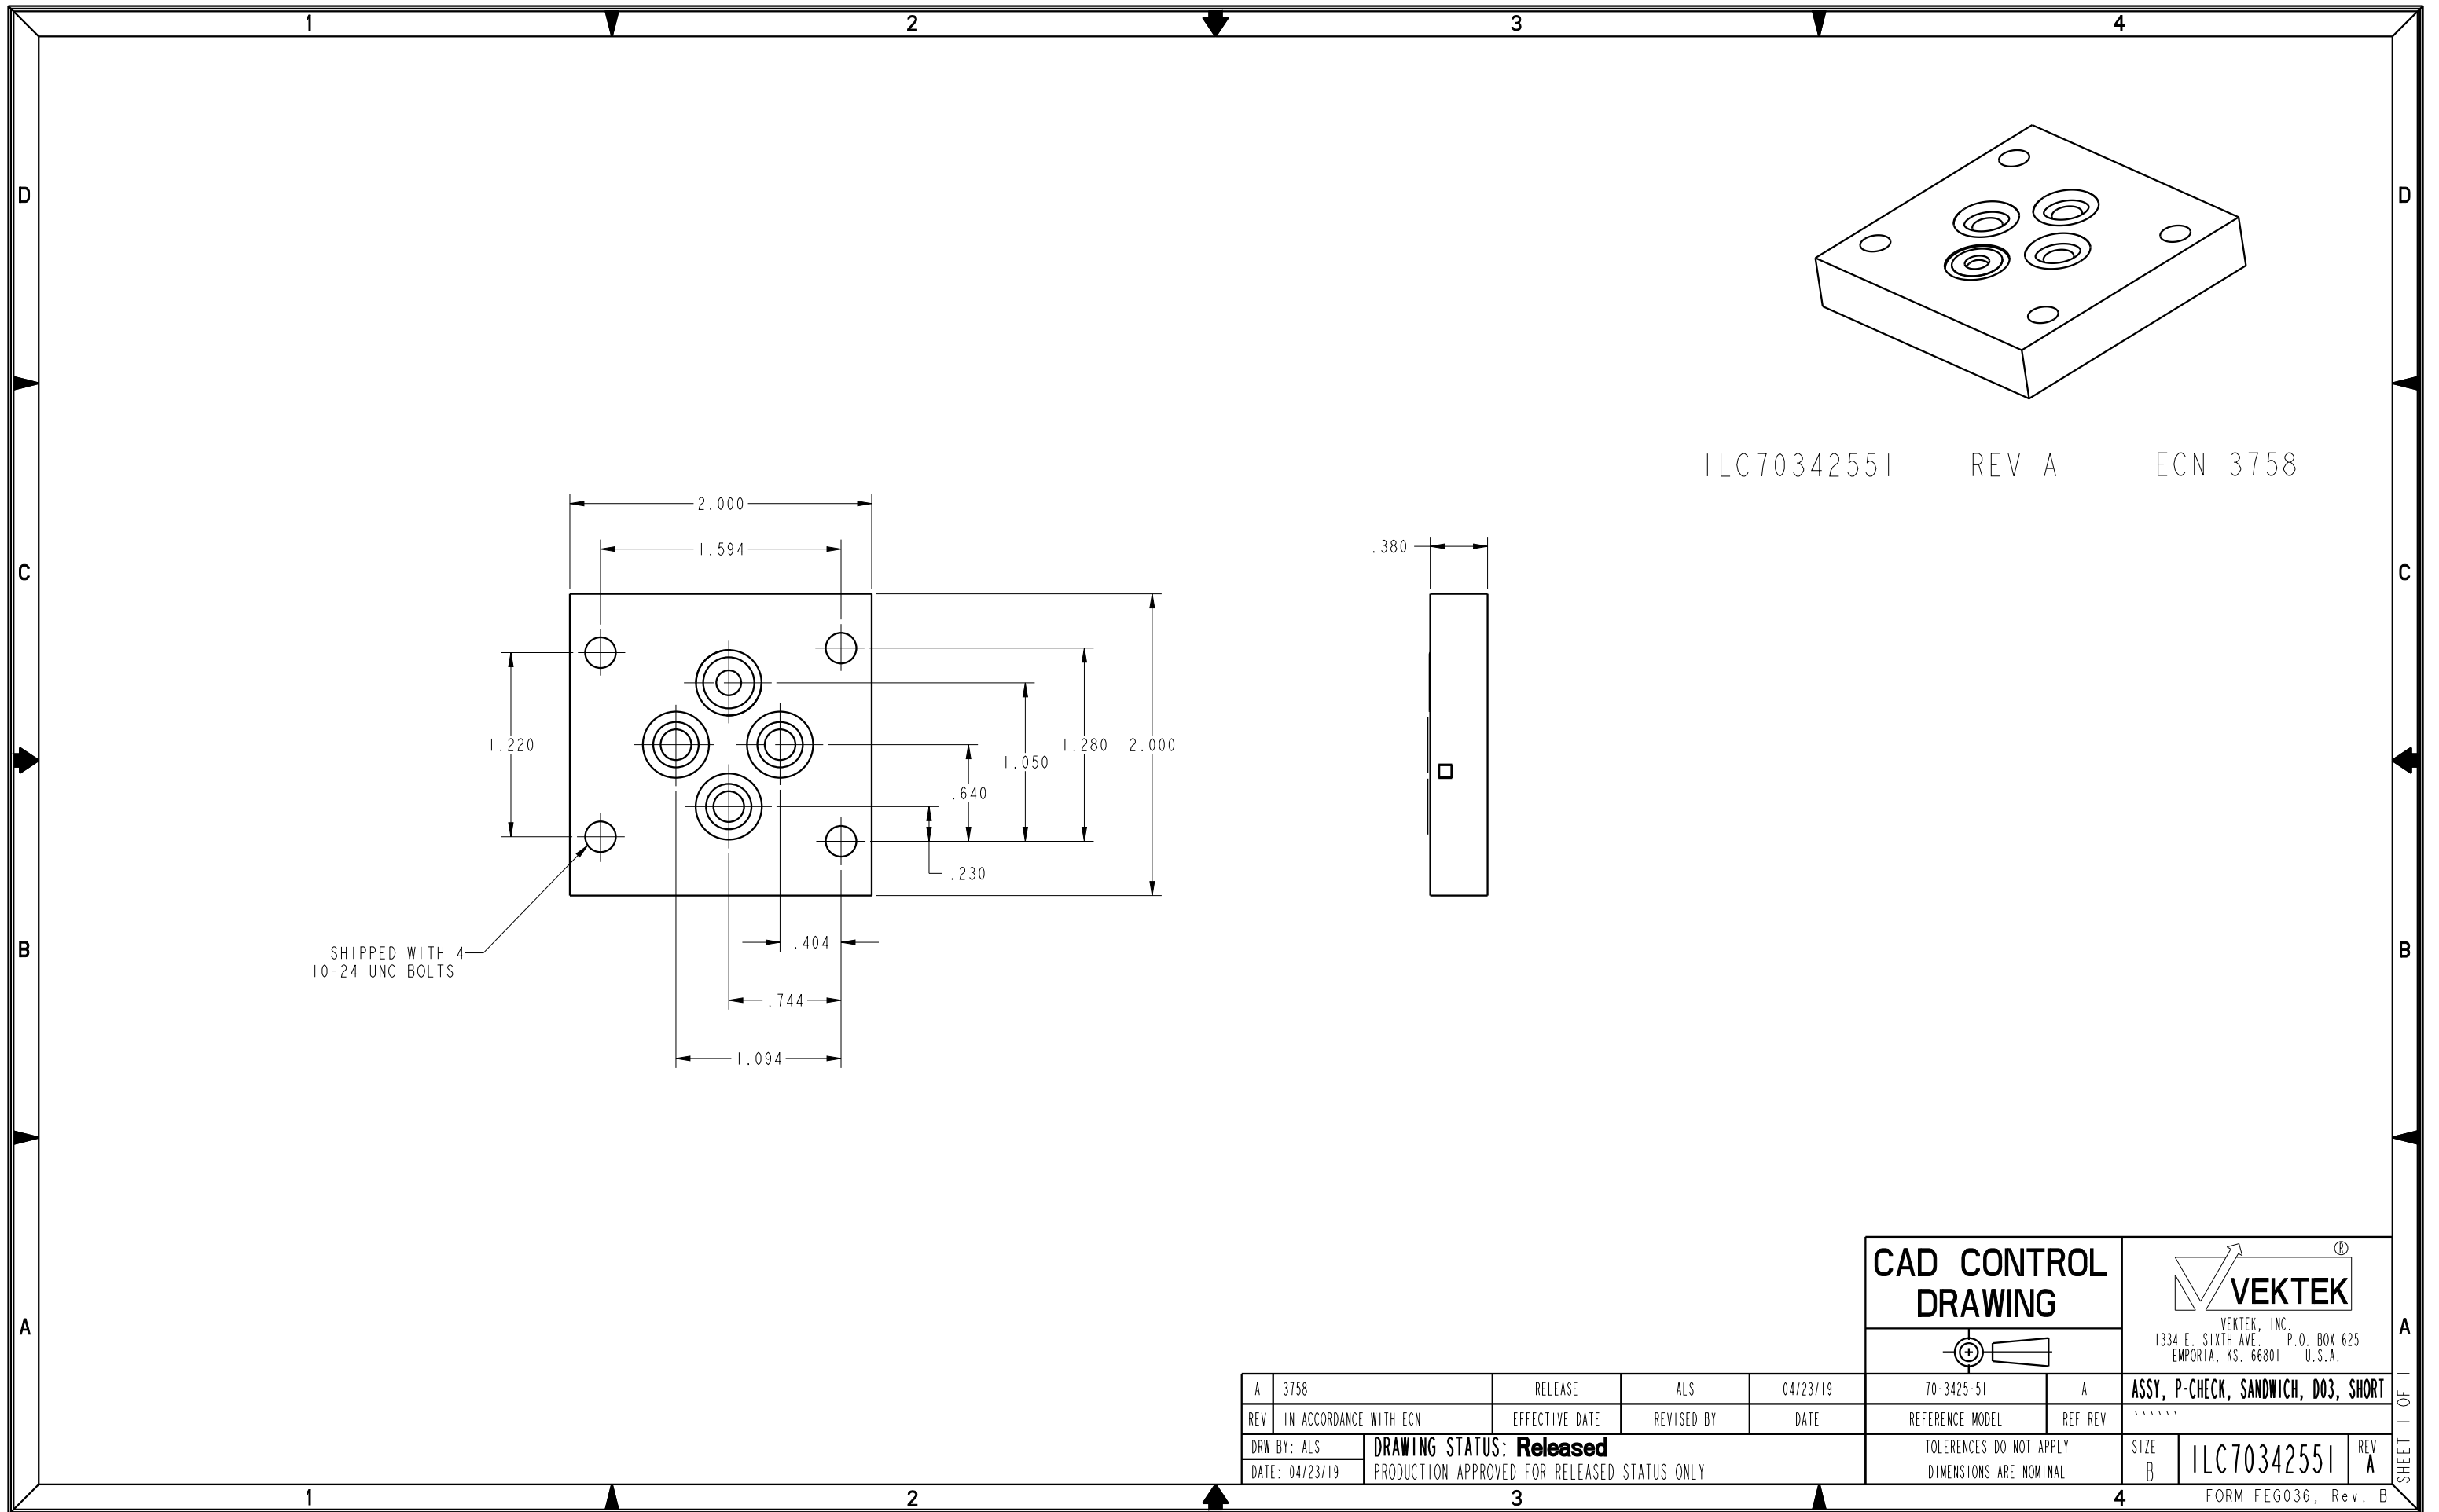 1 2 3 4
D D
ILC70342551 REV A ECN 3758
2.000
1.594
.380
C C
1.220
1.280 2.000
1.050
.640
.230
.404
B B
SHIPPED WITH 4
10-24 UNC BOLTS
.744
1.094
CAD CONTROL
DRAWING
®
VEKTEK
VEKTEK, INC.
1334 E. SIXTH AVE. P.O. BOX 625
EMPORIA, KS. 66801 U.S.A.
A A
A 3758 RELEASE ALS 04/23/19 70-3425-51 A ASSY, P-CHECK, SANDWICH, D03, SHORT
REV IN ACCORDANCE WITH ECN EFFECTIVE DATE REVISED BY DATE REFERENCE MODEL REF REV ``````
DRW BY: ALS DRAWING STATUS: Released TOLERENCES DO NOT APPLY SIZE ILC70342551 REV
DATE: 04/23/19 PRODUCTION APPROVED FOR RELEASED STATUS ONLY DIMENSIONS ARE NOMINAL B A
SHEET 1 OF 1
FORM FEG036, Rev. B
1 2 3 4